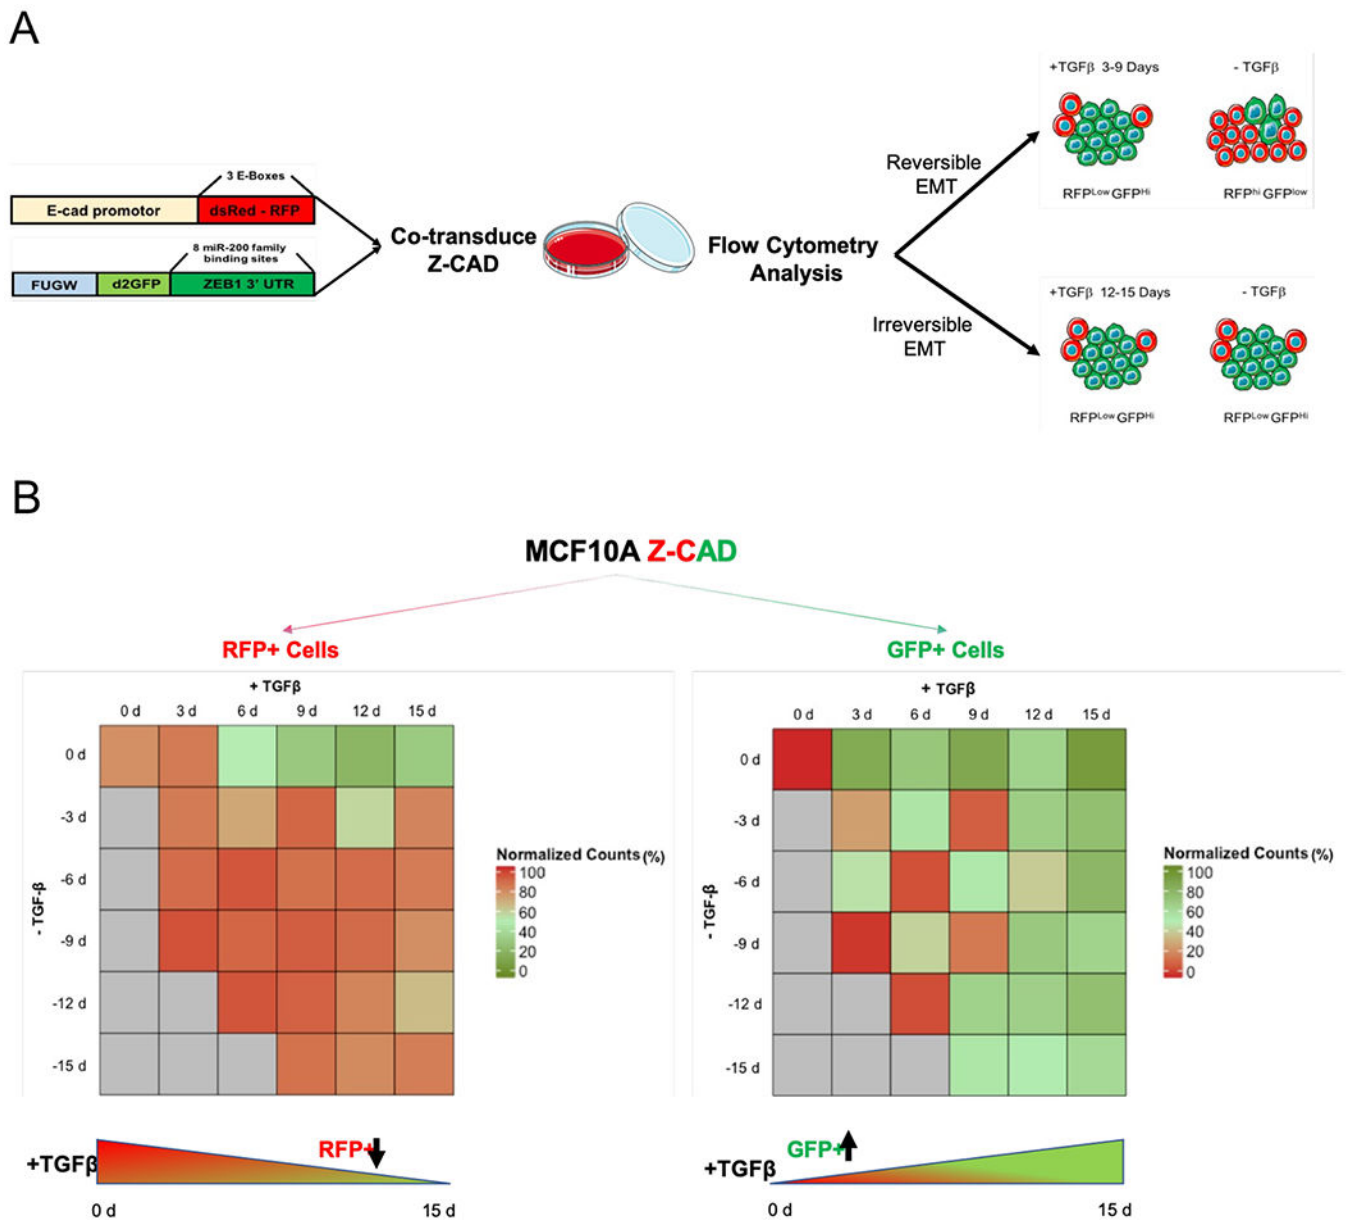 A
3 E-Boxes
E-cad promotor
dsRed - RFP
8 miR-200 family
binding sites
FUGW
d2GFP
ZEB1 3' UTR
Co-transduce
Z-CAD
Flow Cytometry
Analysis
Reversible
EMT
Irreversible
EMT
+TGFβ 3-9 Days
- TGFβ
RFPLow GFPHi
RFPhi GFPlow
+TGFβ 12-15 Days
- TGFβ
RFPLow GFPHi
RFPLow GFPHi
B
MCF10A Z-CAD
RFP+ Cells
+ TGFβ
0 d 3 d 6 d 9 d 12 d 15 d
0 d
-3 d
-6 d
-9 d
-12 d
-15 d
- TGF-β
Normalized Counts (%)
100
80
60
40
20
0
+TGFβ
RFP+
0 d
15 d
GFP+ Cells
+ TGFβ
0 d 3 d 6 d 9 d 12 d 15 d
0 d
-3 d
-6 d
-9 d
-12 d
-15 d
- TGF-β
Normalized Counts (%)
100
80
60
40
20
0
+TGFβ
GFP+
0 d
15 d